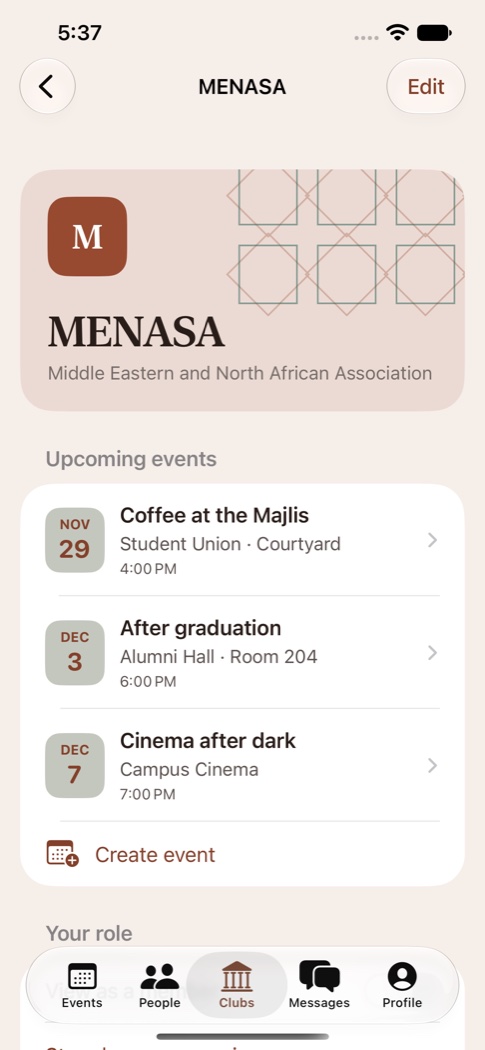 5:37
MENASA
Edit
M
MENASA
Middle Eastern and North African Association
Upcoming events
NOV
29
Coffee at the Majlis
Student Union · Courtyard
4:00 PM
DEC
3
After graduation
Alumni Hall · Room 204
6:00 PM
DEC
7
Cinema after dark
Campus Cinema
7:00 PM
Create event
Your role
View as a
Events
People
Clubs
Messages
Profile